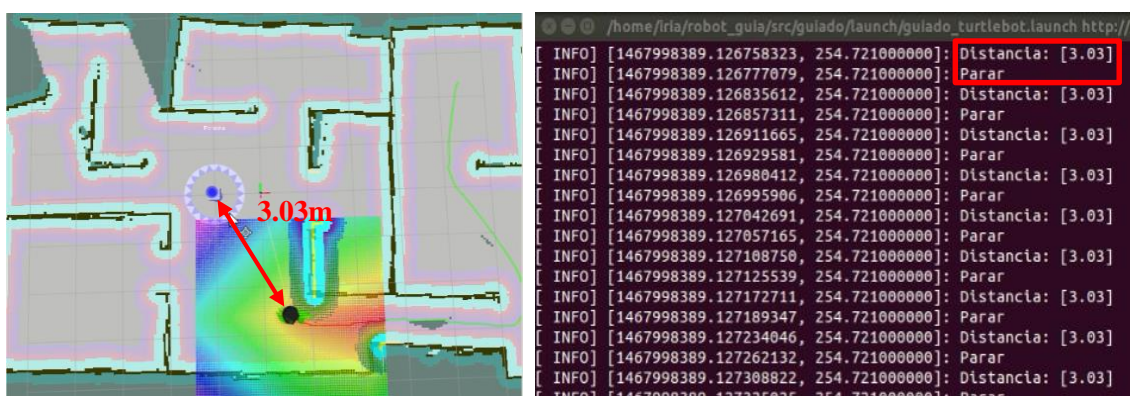 3.03m
/home/iria/robot_guia/src/guiado/launch/guiado_turtlebot.launch http://
[ INFO] [1467998389.126758323, 254.721000000]: Distancia: [3.03]
[ INFO] [1467998389.126777079, 254.721000000]: Parar
[ INFO] [1467998389.126835612, 254.721000000]: Distancia: [3.03]
[ INFO] [1467998389.126857311, 254.721000000]: Parar
[ INFO] [1467998389.126911665, 254.721000000]: Distancia: [3.03]
[ INFO] [1467998389.126929581, 254.721000000]: Parar
[ INFO] [1467998389.126980412, 254.721000000]: Distancia: [3.03]
[ INFO] [1467998389.126995906, 254.721000000]: Parar
[ INFO] [1467998389.127042691, 254.721000000]: Distancia: [3.03]
[ INFO] [1467998389.127057165, 254.721000000]: Parar
[ INFO] [1467998389.127108750, 254.721000000]: Distancia: [3.03]
[ INFO] [1467998389.127125539, 254.721000000]: Parar
[ INFO] [1467998389.127172711, 254.721000000]: Distancia: [3.03]
[ INFO] [1467998389.127189347, 254.721000000]: Parar
[ INFO] [1467998389.127234046, 254.721000000]: Distancia: [3.03]
[ INFO] [1467998389.127262132, 254.721000000]: Parar
[ INFO] [1467998389.127308822, 254.721000000]: Distancia: [3.03]